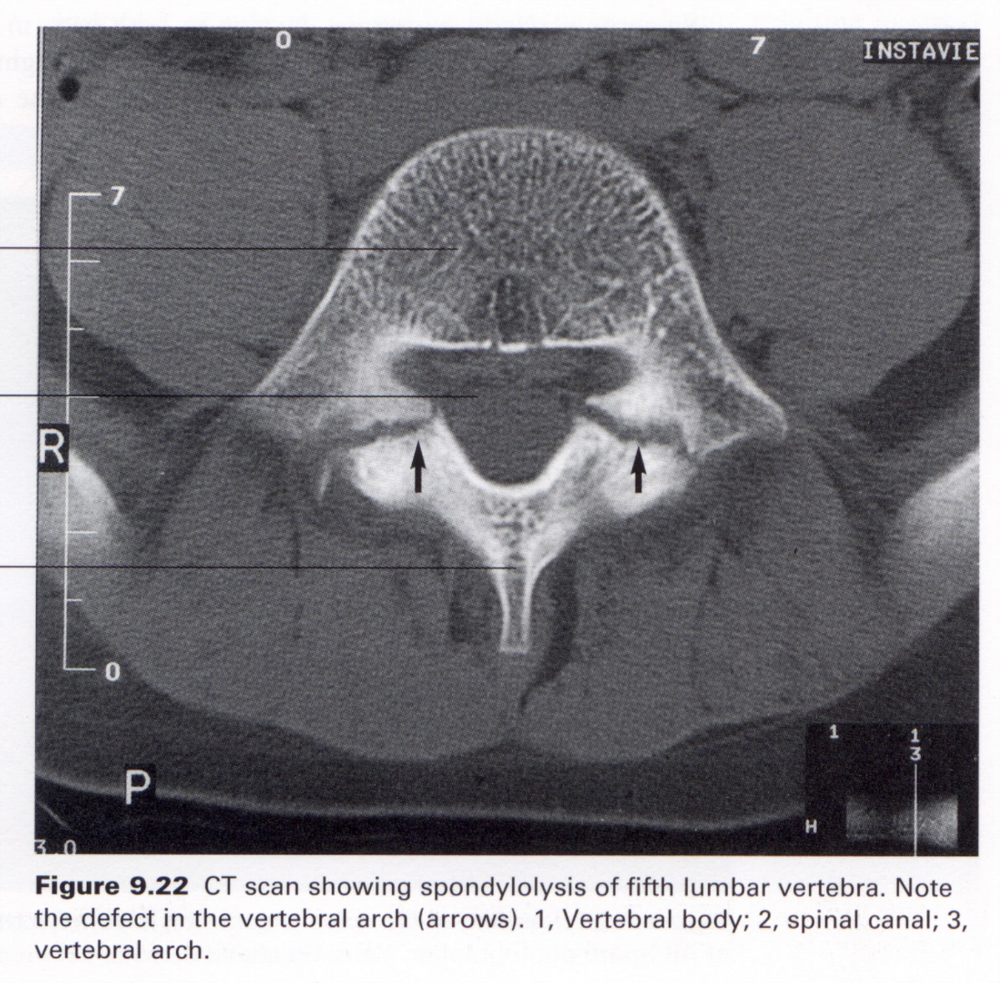 0
7
INSTAVIE
7
R
0
P
1
1
3
H
3.0
Figure 9.22 CT scan showing spondylolysis of fifth lumbar vertebra. Note
the defect in the vertebral arch (arrows). 1, Vertebral body; 2, spinal canal; 3,
vertebral arch.